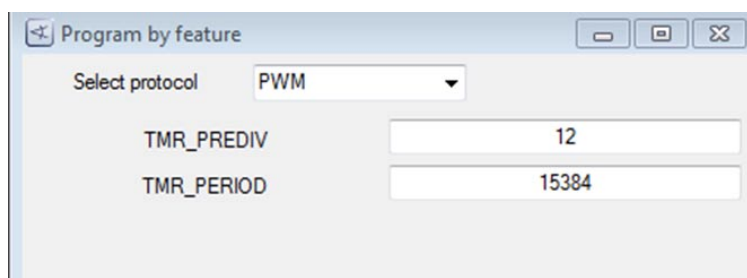 Program by feature
Select protocol PWM
TMR_PREDIV 12
TMR_PERIOD 15384